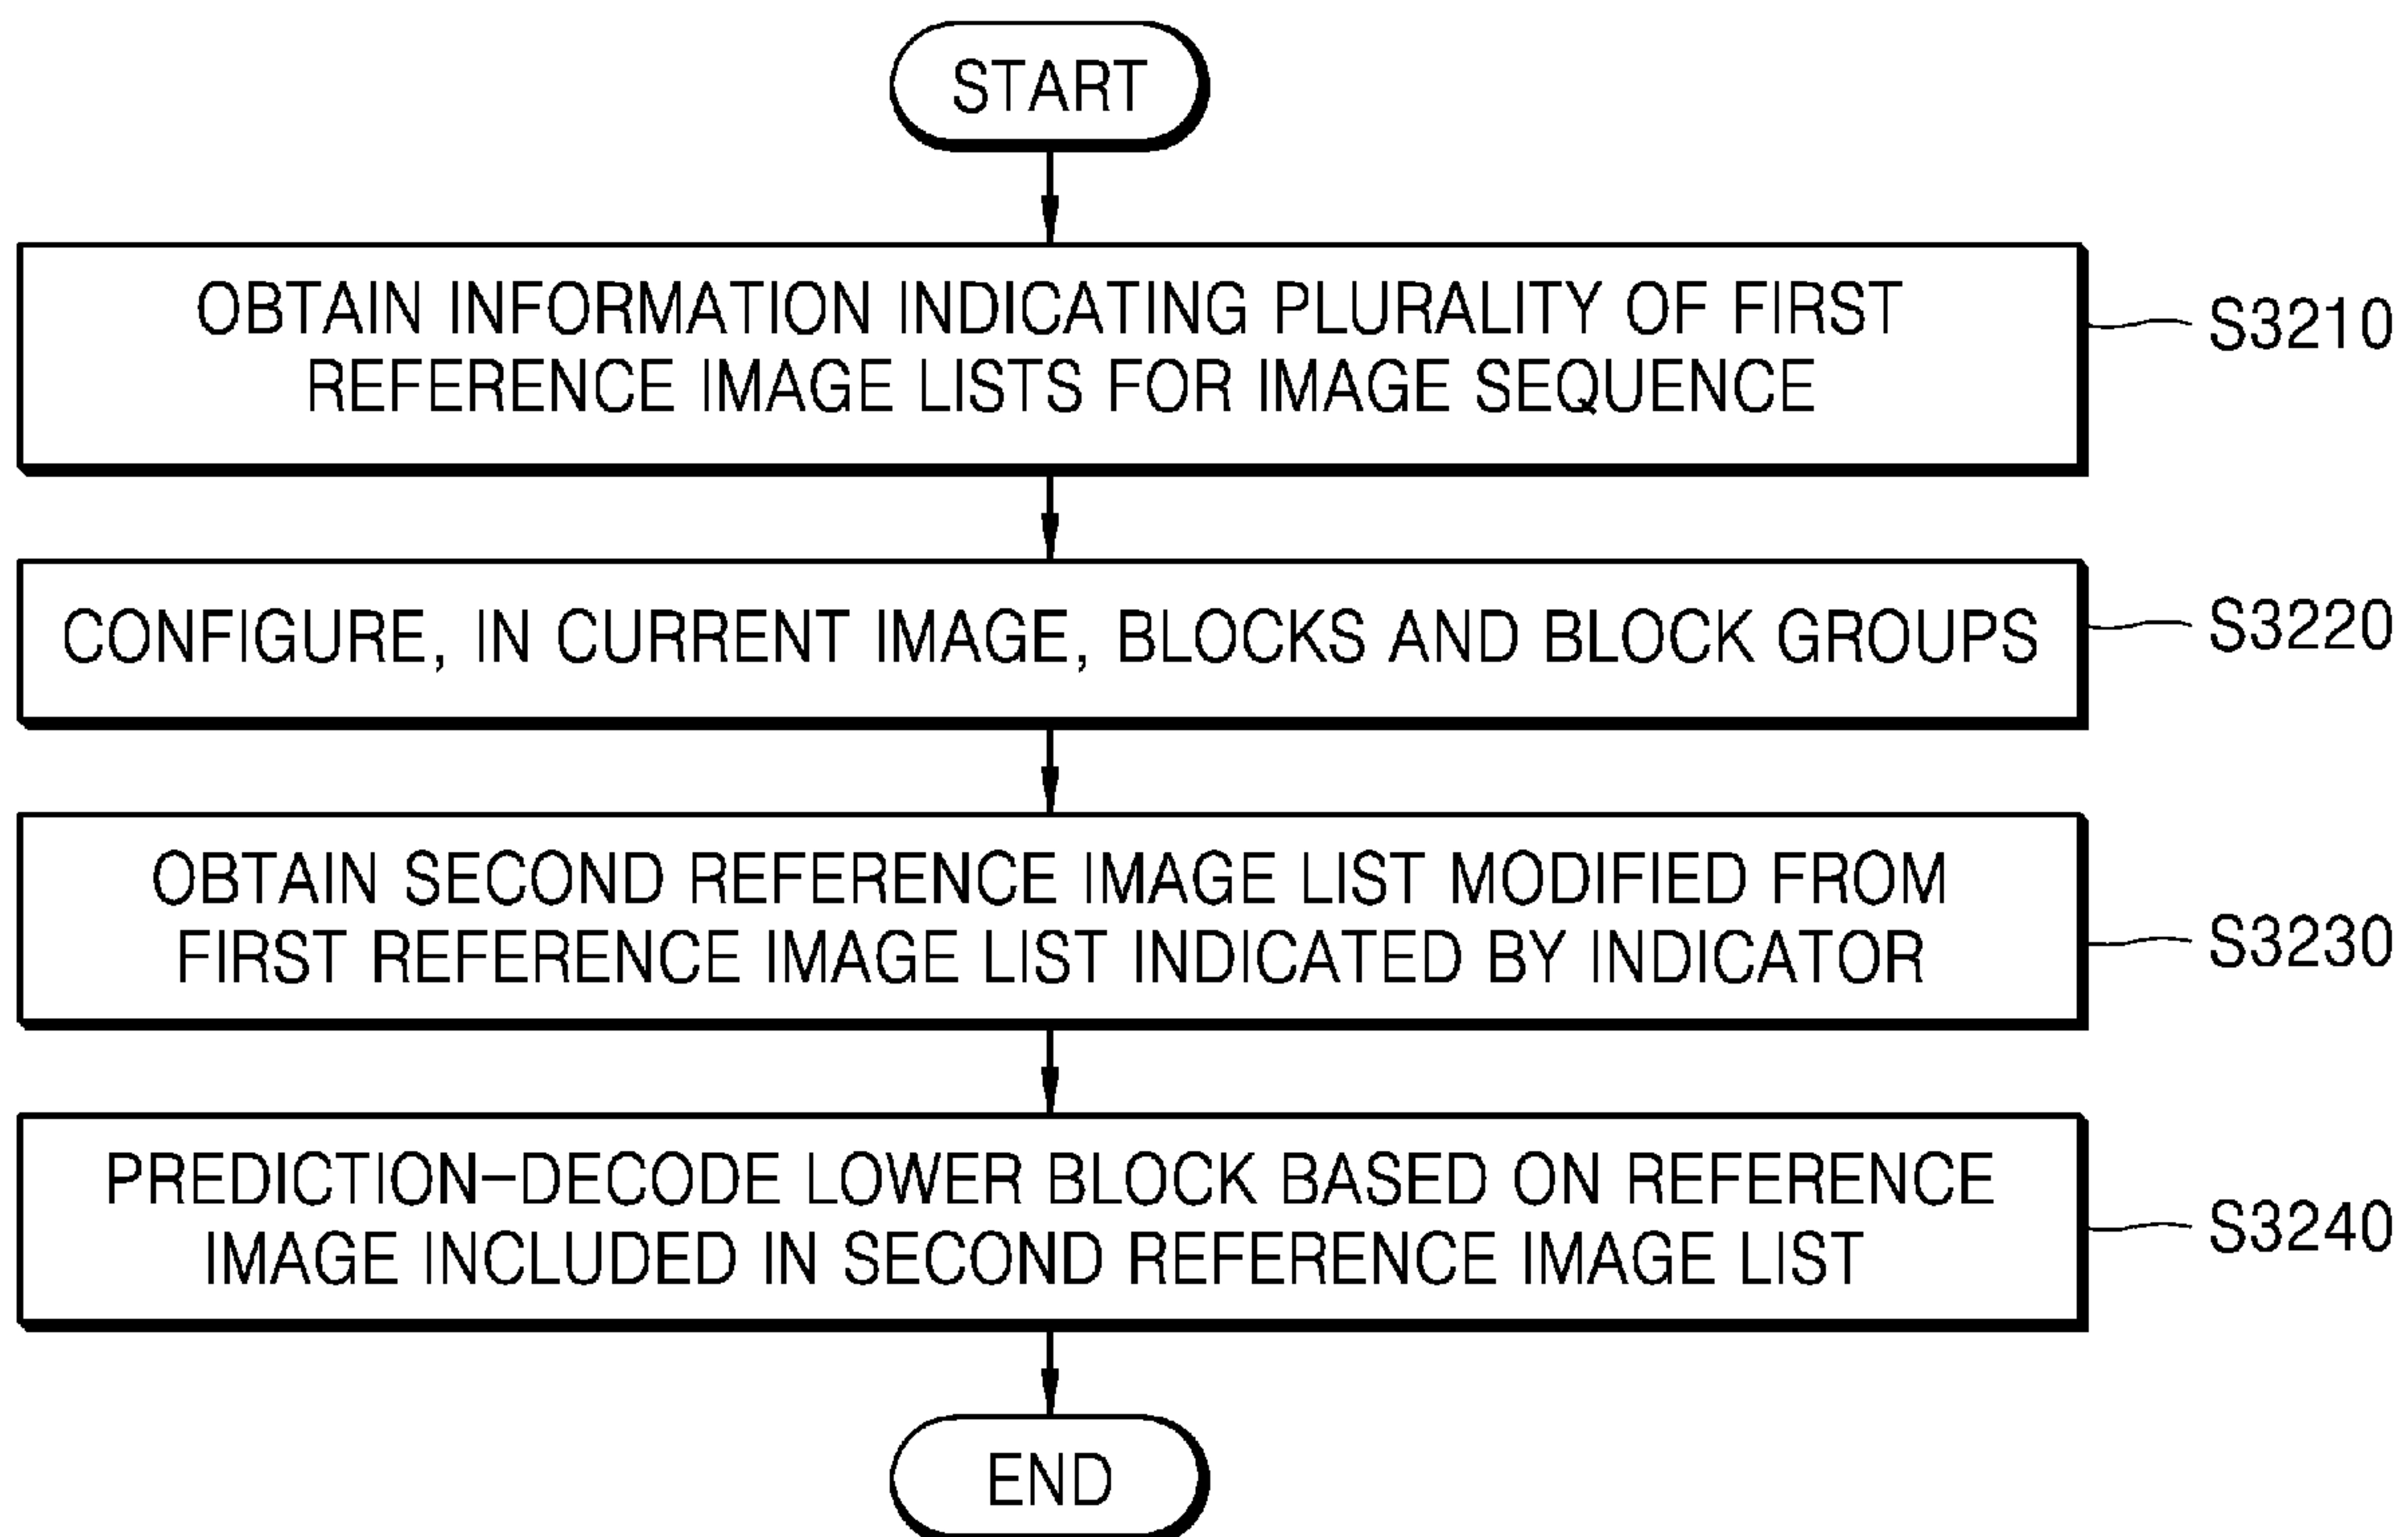 START
OBTAIN INFORMATION INDICATING PLURALITY OF FIRST
REFERENCE IMAGE LISTS FOR IMAGE SEQUENCE
S3210
CONFIGURE, IN CURRENT IMAGE, BLOCKS AND BLOCK GROUPS
S3220
OBTAIN SECOND REFERENCE IMAGE LIST MODIFIED FROM
FIRST REFERENCE IMAGE LIST INDICATED BY INDICATOR
S3230
PREDICTION-DECODE LOWER BLOCK BASED ON REFERENCE
IMAGE INCLUDED IN SECOND REFERENCE IMAGE LIST
S3240
END